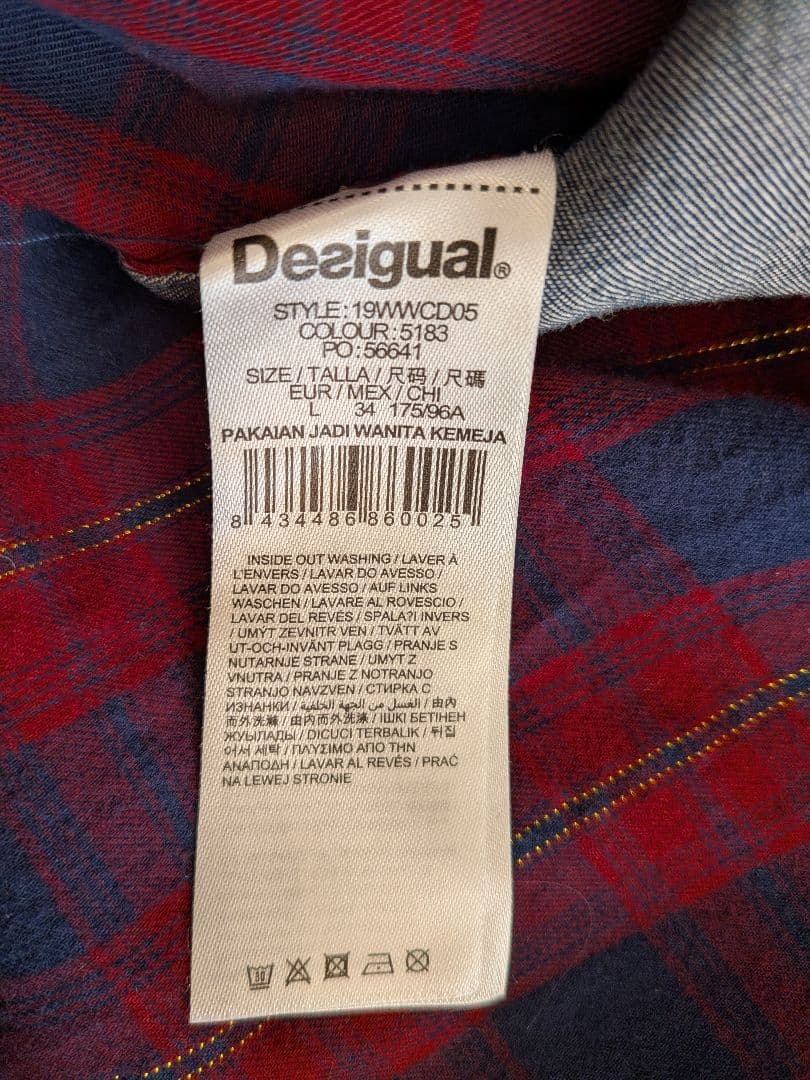 Desigual®
STYLE:19WWCD05
COLOUR:5183
PO:56641
SIZE/TALLA/尺码/尺碼
EUR/MEX/CHI
L 34 175/96A
PAKAIAN JADI WANITA KEMEJA
8 434486 860025
INSIDE OUT WASHING / LAVER À
L'ENVERS / LAVAR DO AVESSO /
LAVAR DO AVESSO / AUF LINKS
WASCHEN / LAVARE AL ROVESCIO /
LAVAR DEL REVÉS / SPALA?I INVERS
/ UMÝT ZEVNITR VEN / TVÄTT AV
UT-OCH-INVÄNT PLAGG / PRANJE S
NUTARNJE STRANE / UMYT Z
VNUTRA / PRANJE Z NOTRANJO
STRANJO NAVZVEN / СТИРКА С
ИЗНАНКИ / الغسل من الجهة الخلفية / 由內
而外洗滌 / 由内而外洗涤 / ІШКІ БЕТІНЕН
ЖУЫЛАДЫ / DICUCI TERBALIK / 뒤집
어서 세탁 / ΠΛΥΣΙΜΟ ΑΠΟ ΤΗΝ
ΑΝΑΠΟΔΗ / LAVAR AL REVÉS / PRAĆ
NA LEWEJ STRONIE
30